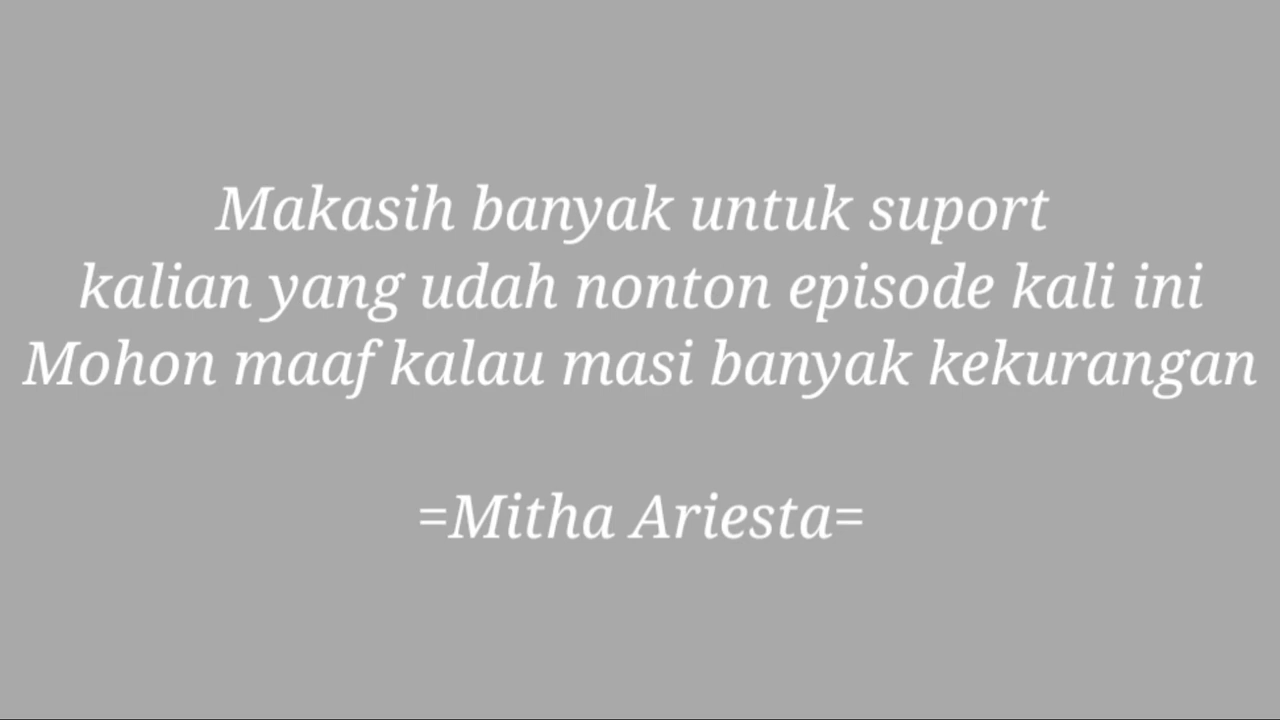 Makasih banyak untuk suport
kalian yang udah nonton episode kali ini
Mohon maaf kalau masi banyak kekurangan
=Mitha Ariesta=